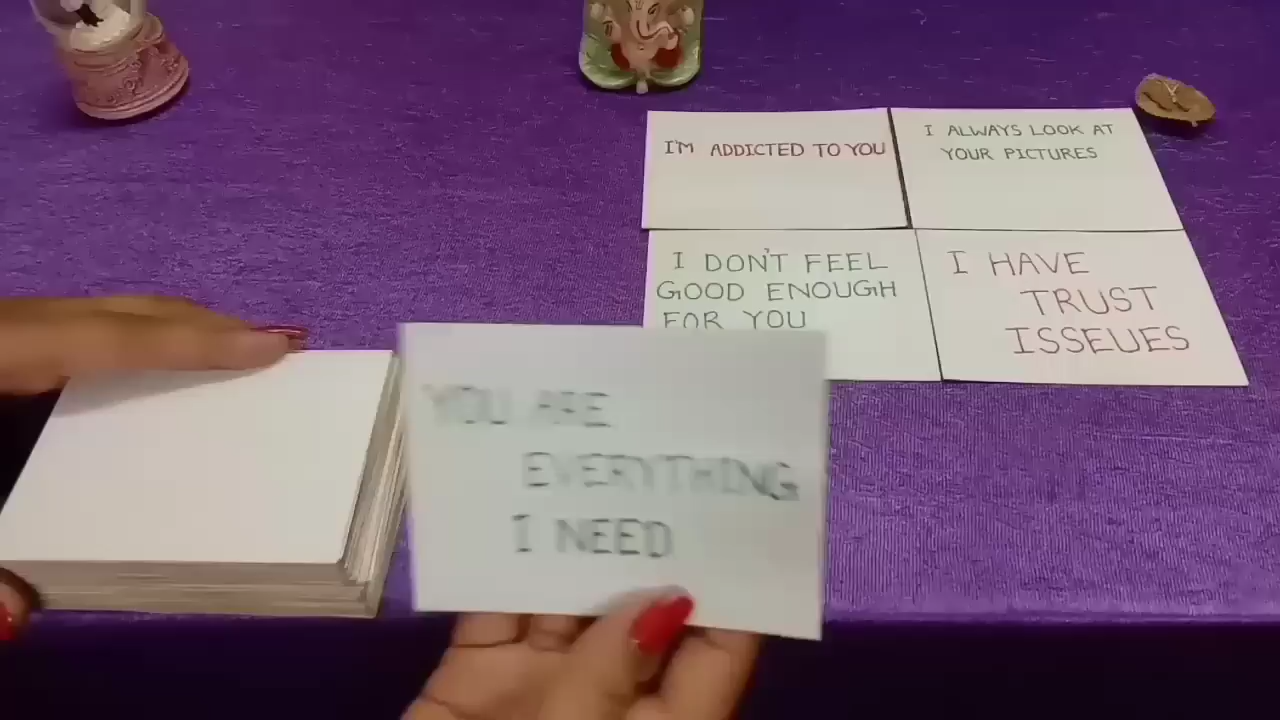 I'M ADDICTED TO YOU
I ALWAYS LOOK AT
YOUR PICTURES
I DON'T FEEL
GOOD ENOUGH
FOR YOU
I HAVE
TRUST
ISSEUES
YOU ARE
EVERYTHING
I NEED